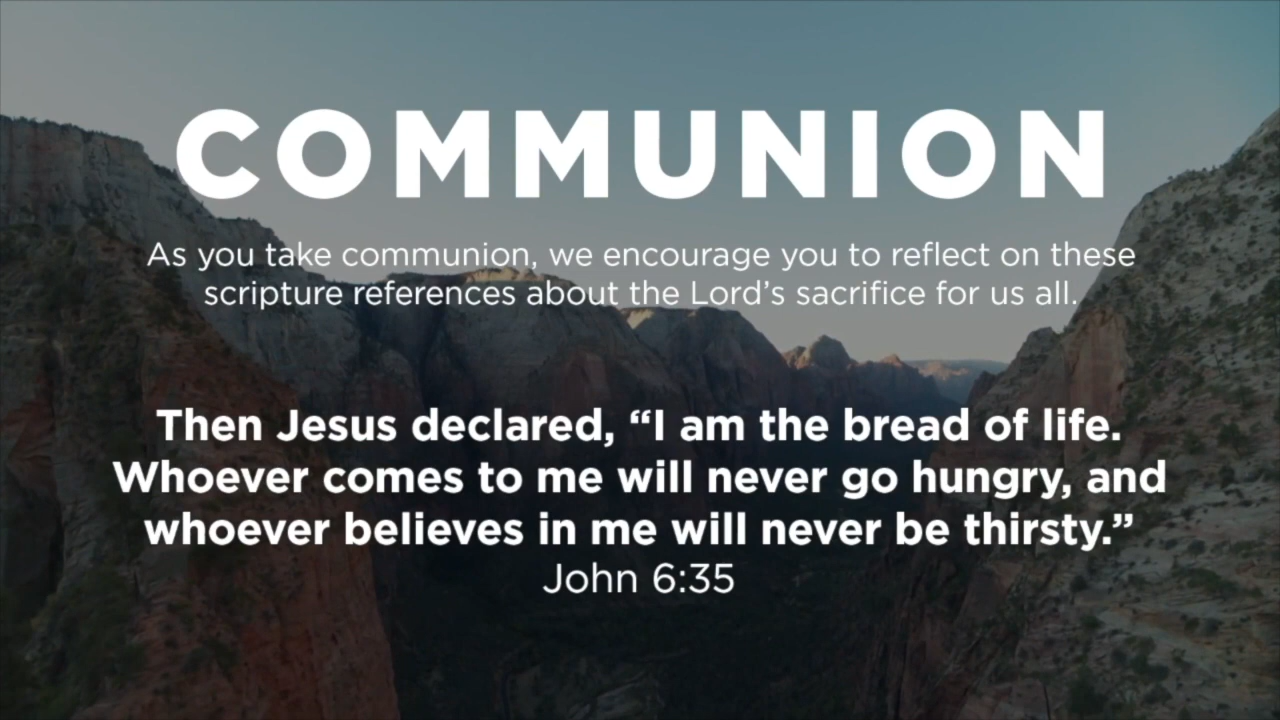 COMMUNION
As you take communion, we encourage you to reflect on these
scripture references about the Lord’s sacrifice for us all.
Then Jesus declared, “I am the bread of life.
Whoever comes to me will never go hungry, and
whoever believes in me will never be thirsty.”
John 6:35